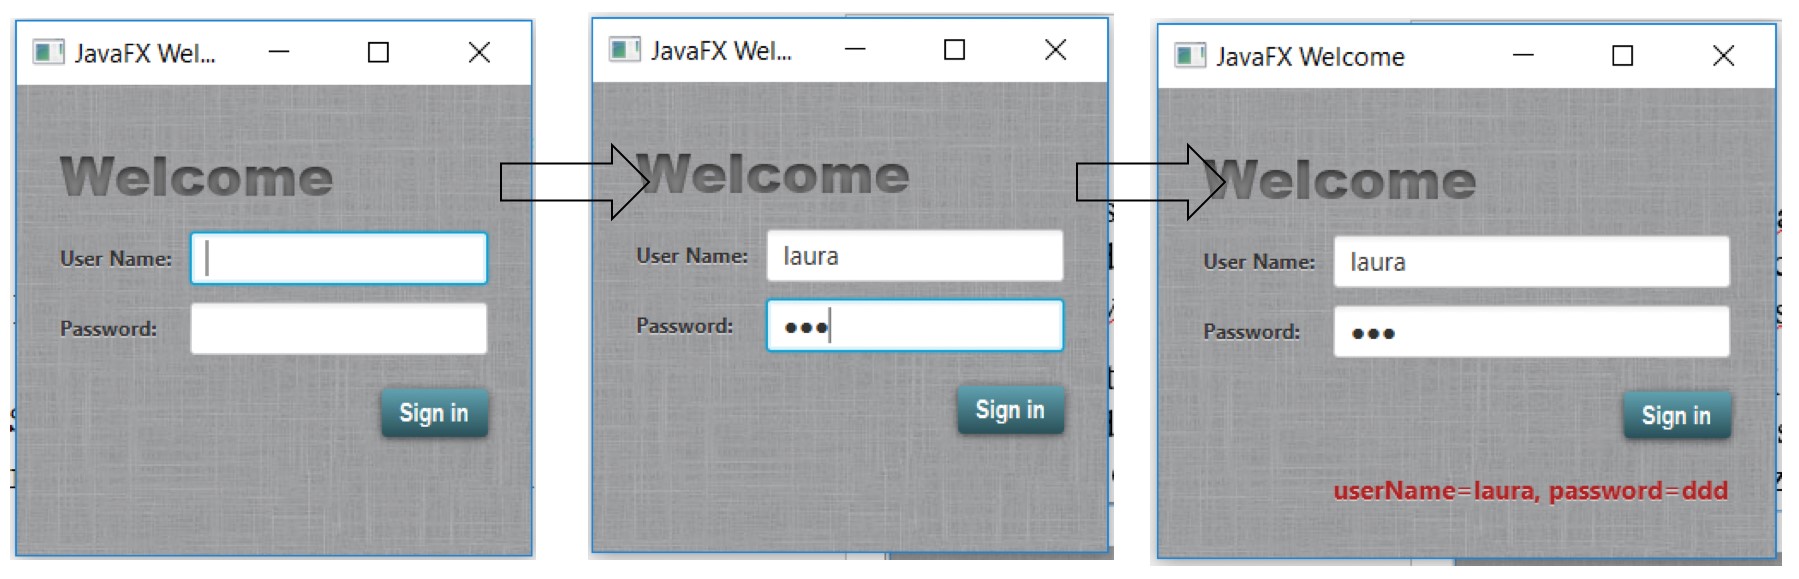 JavaFX Wel...
Welcome
User Name:
Password:
Sign in
JavaFX Wel...
Welcome
User Name: laura
Password: •••
Sign in
JavaFX Welcome
Welcome
User Name: laura
Password: •••
Sign in
userName=laura, password=ddd